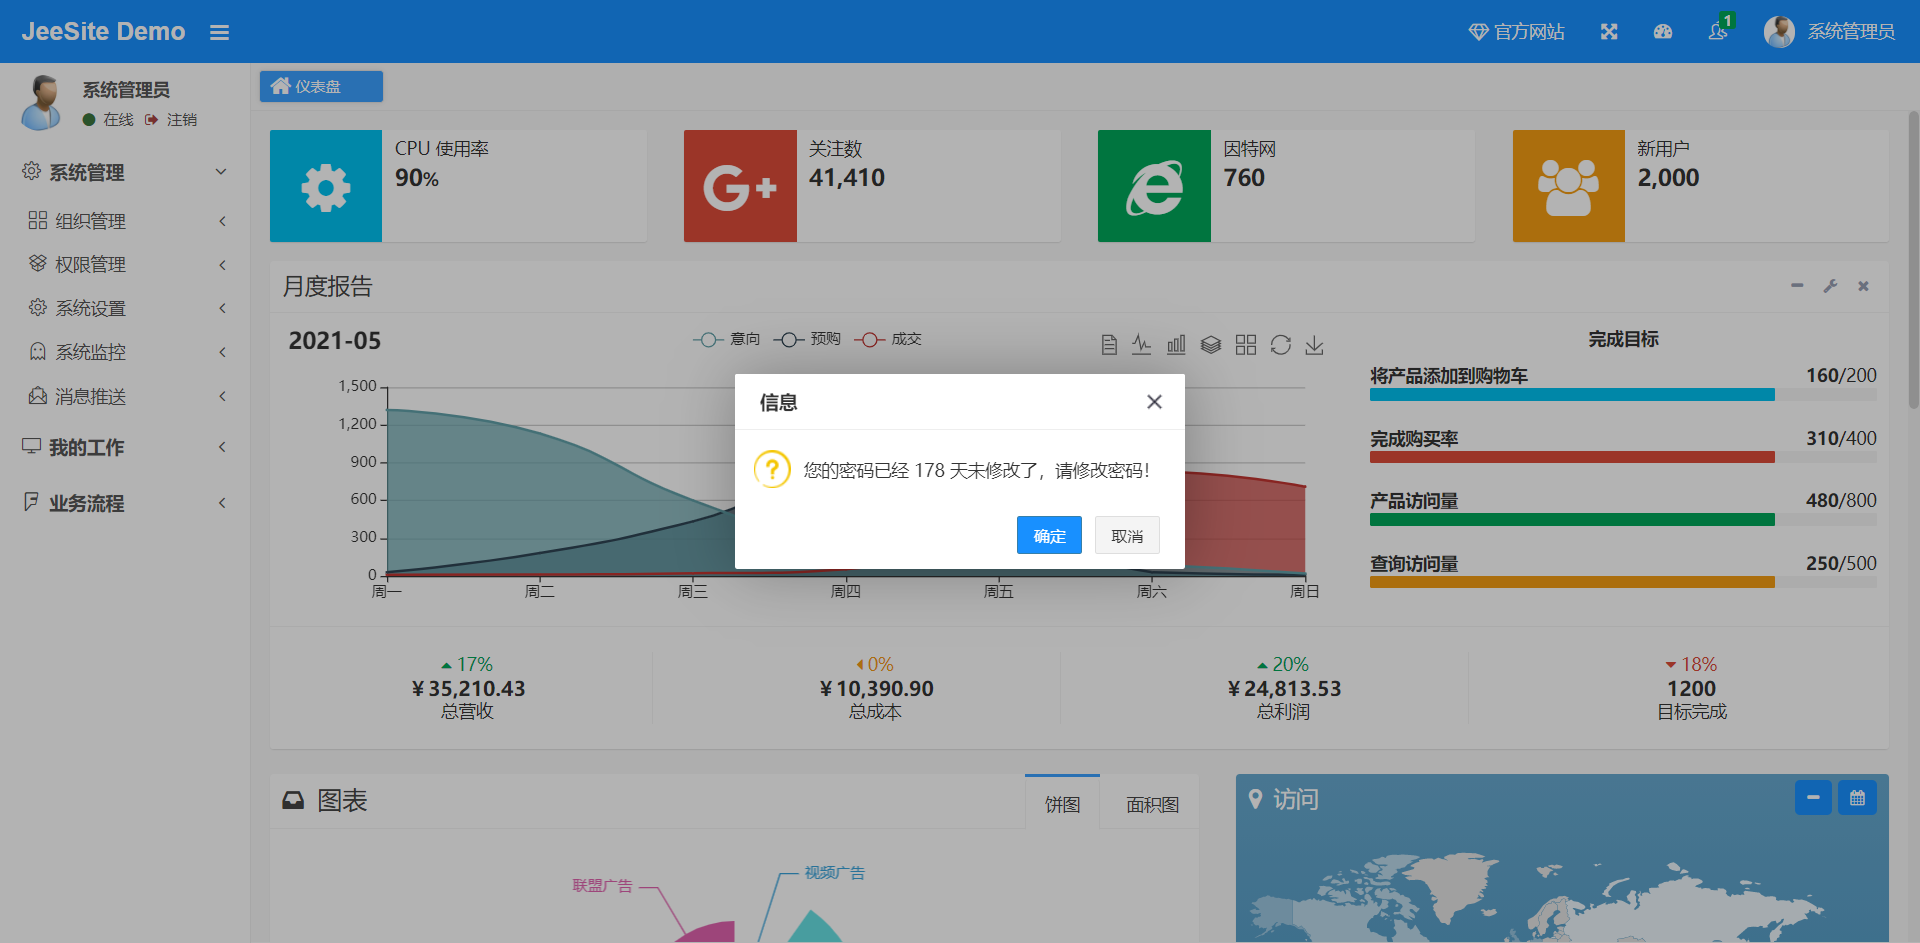 JeeSite Demo
官方网站
1
系统管理员
系统管理员
在线 注销
系统管理
组织管理
权限管理
系统设置
系统监控
消息推送
我的工作
业务流程
仪表盘
CPU 使用率
90%
关注数
41,410
因特网
760
新用户
2,000
月度报告
2021-05
意向 预购 成交
1,500
1,200
900
600
300
0
周一 周二 周三 周四 周五 周六 周日
完成目标
将产品添加到购物车 160/200
完成购买率 310/400
产品访问量 480/800
查询访问量 250/500
信息
您的密码已经 178 天未修改了，请修改密码！
确定 取消
17%
¥ 35,210.43
总营收
0%
¥ 10,390.90
总成本
20%
¥ 24,813.53
总利润
18%
1200
目标完成
图表
饼图 面积图
联盟广告
视频广告
访问